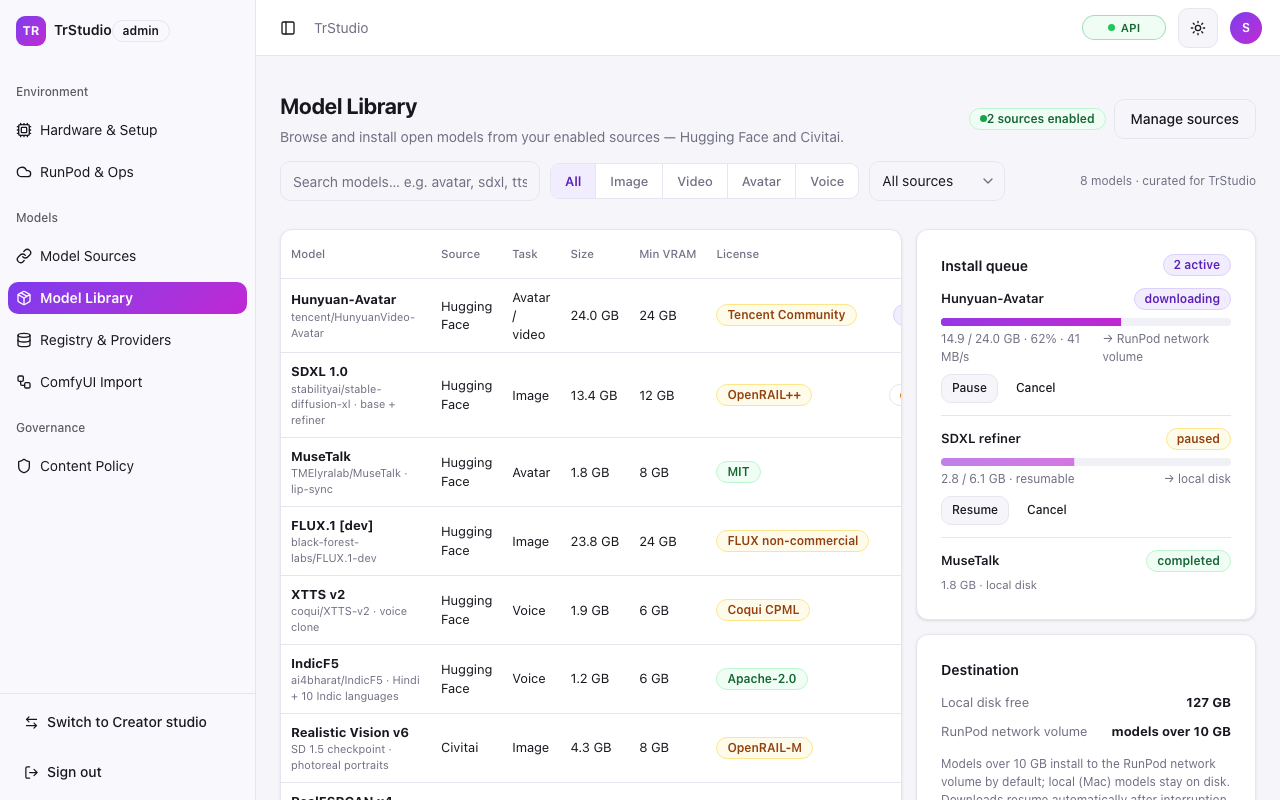 TR TrStudio admin
TrStudio
API
S
Environment
Hardware & Setup
RunPod & Ops
Models
Model Sources
Model Library
Registry & Providers
ComfyUI Import
Governance
Content Policy
Switch to Creator studio
Sign out
Model Library
Browse and install open models from your enabled sources — Hugging Face and Civitai.
2 sources enabled
Manage sources
Search models... e.g. avatar, sdxl, tts
All Image Video Avatar Voice
All sources
8 models · curated for TrStudio
Model Source Task Size Min VRAM License
Hunyuan-Avatar
tencent/HunyuanVideo-
Avatar
Hugging
Face
Avatar
/
video
24.0 GB
24 GB
Tencent Community
SDXL 1.0
stabilityai/stable-
diffusion-xl · base +
refiner
Hugging
Face
Image
13.4 GB
12 GB
OpenRAIL++
MuseTalk
TMElyralab/MuseTalk ·
lip-sync
Hugging
Face
Avatar
1.8 GB
8 GB
MIT
FLUX.1 [dev]
black-forest-
labs/FLUX.1-dev
Hugging
Face
Image
23.8 GB
24 GB
FLUX non-commercial
XTTS v2
coqui/XTTS-v2 · voice
clone
Hugging
Face
Voice
1.9 GB
6 GB
Coqui CPML
IndicF5
ai4bharat/IndicF5 · Hindi
+ 10 Indic languages
Hugging
Face
Voice
1.2 GB
6 GB
Apache-2.0
Realistic Vision v6
SD 1.5 checkpoint ·
photoreal portraits
Civitai
Image
4.3 GB
8 GB
OpenRAIL-M
Install queue
2 active
Hunyuan-Avatar
downloading
14.9 / 24.0 GB · 62% · 41
MB/s
→ RunPod network
volume
Pause
Cancel
SDXL refiner
paused
2.8 / 6.1 GB · resumable
→ local disk
Resume
Cancel
MuseTalk
completed
1.8 GB · local disk
Destination
Local disk free
127 GB
RunPod network volume
models over 10 GB
Models over 10 GB install to the RunPod network
volume by default; local (Mac) models stay on disk.
Downloads resume automatically after interruption.